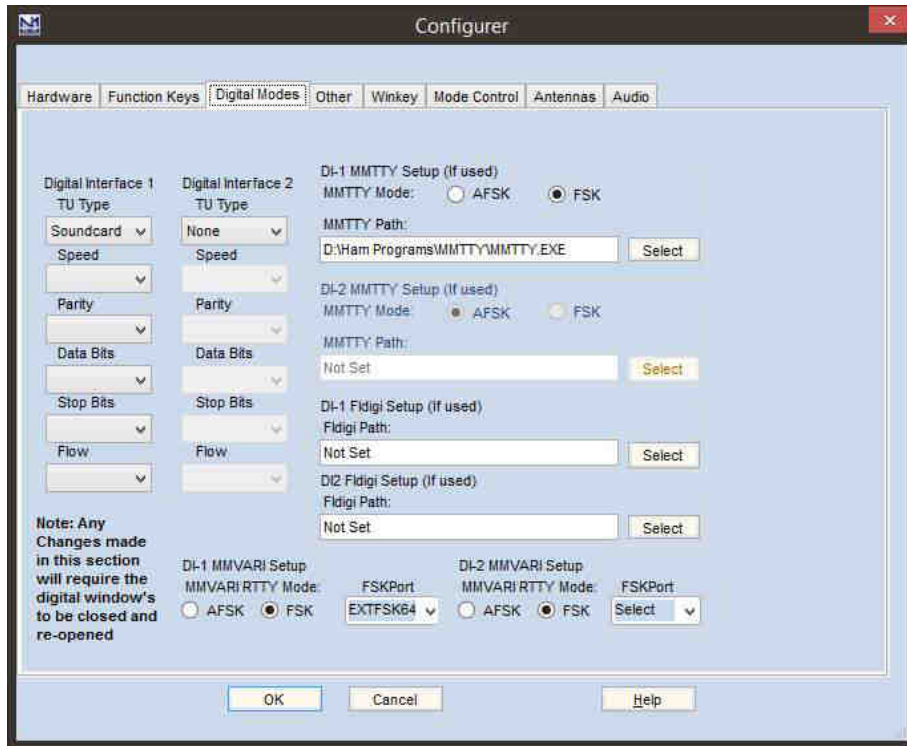 Configurer
Hardware Function Keys Digital Modes Other Winkey Mode Control Antennas Audio
Digital Interface 1
TU Type
Soundcard
Speed
Parity
Data Bits
Stop Bits
Flow
Digital Interface 2
TU Type
None
Speed
Parity
Data Bits
Stop Bits
Flow
DI-1 MMTTY Setup (If used)
MMTTY Mode: AFSK FSK
MMTTY Path:
D:\Ham Programs\MMTTY\MMTTY.EXE Select
DI-2 MMTTY Setup (If used)
MMTTY Mode: AFSK FSK
MMTTY Path:
Not Set Select
DI-1 Fldigi Setup (If used)
Fldigi Path:
Not Set Select
DI2 Fldigi Setup (If used)
Fldigi Path:
Not Set Select
Note: Any
Changes made
in this section
will require the
digital window's
to be closed and
re-opened
DI-1 MMVARI Setup
MMVARI RTTY Mode: FSKPort
AFSK FSK EXTFSK64
DI-2 MMVARI Setup
MMVARI RTTY Mode: FSKPort
AFSK FSK Select
OK Cancel Help